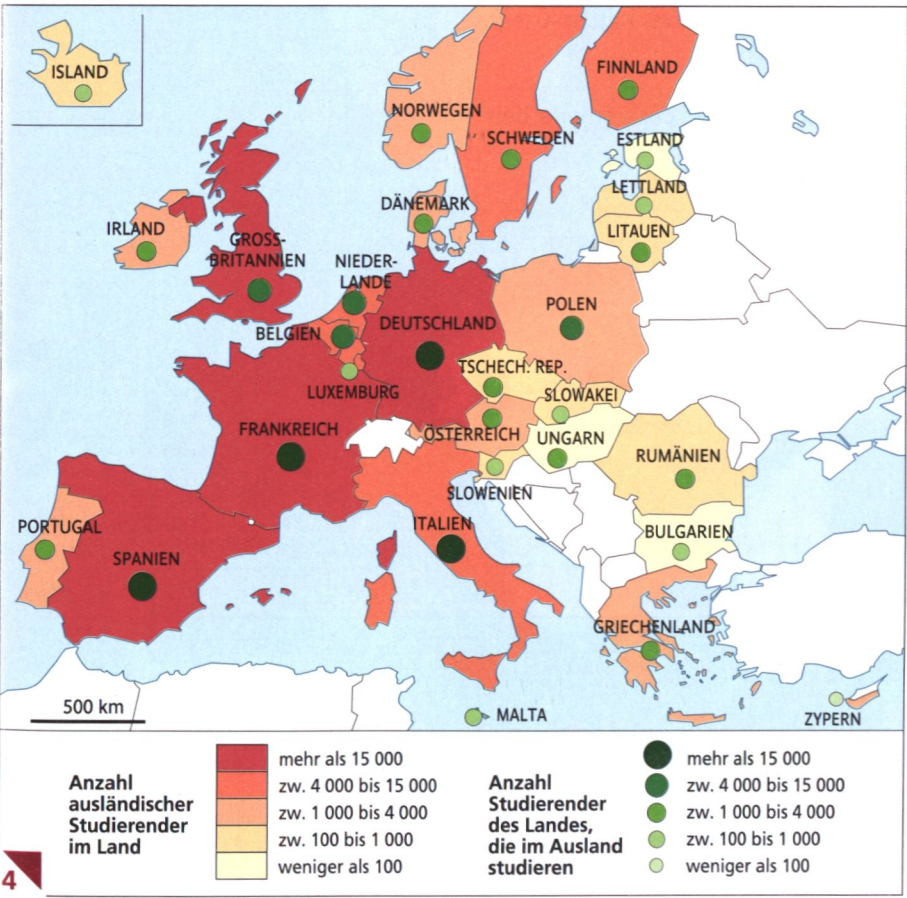 ISLAND
FINNLAND
NORWEGEN
SCHWEDEN
ESTLAND
LETTLAND
DÄNEMARK
IRLAND
LITAUEN
GROSS-
BRITANNIEN
NIEDER-
LANDE
POLEN
DEUTSCHLAND
BELGIEN
TSCHECH. REP.
LUXEMBURG
SLOWAKEI
FRANKREICH
ÖSTERREICH
UNGARN
RUMÄNIEN
SLOWENIEN
PORTUGAL
ITALIEN
BULGARIEN
SPANIEN
GRIECHENLAND
500 km
MALTA
ZYPERN
Anzahl
ausländischer
Studierender
im Land
mehr als 15 000
zw. 4 000 bis 15 000
zw. 1 000 bis 4 000
zw. 100 bis 1 000
weniger als 100
Anzahl
Studierender
des Landes,
die im Ausland
studieren
mehr als 15 000
zw. 4 000 bis 15 000
zw. 1 000 bis 4 000
zw. 100 bis 1 000
weniger als 100
4